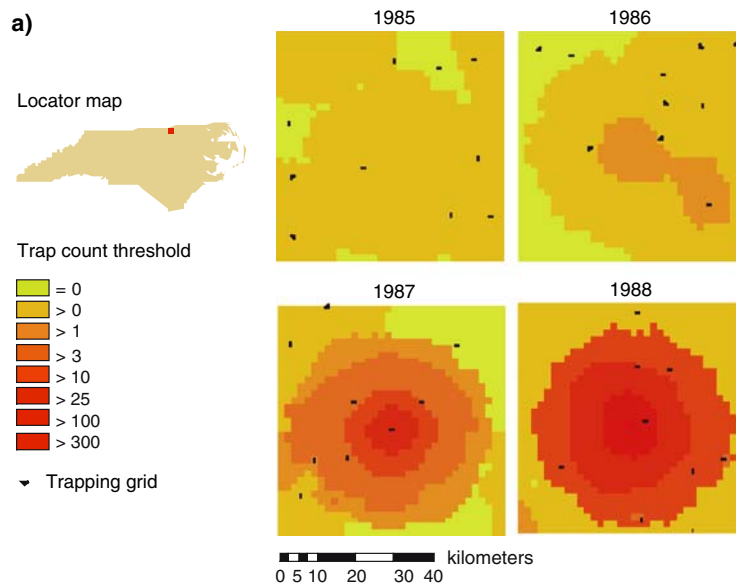 a)
1985
1986
Locator map
Trap count threshold
= 0
> 0
> 1
> 3
> 10
> 25
> 100
> 300
Trapping grid
1987
1988
kilometers
0 5 10 20 30 40